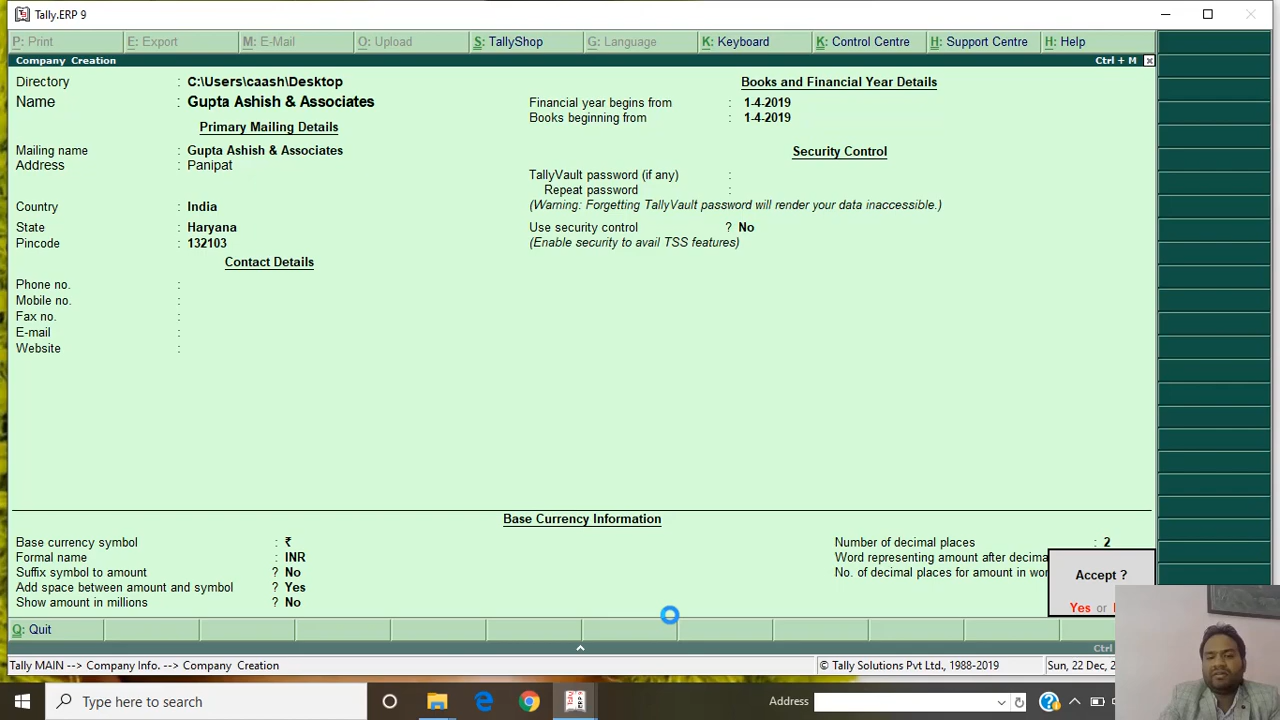 Tally.ERP 9
P: Print E: Export M: E-Mail O: Upload S: TallyShop G: Language K: Keyboard K: Control Centre H: Support Centre H: Help
Company Creation Ctrl + M
Directory : C:\Users\caash\Desktop
Name : Gupta Ashish & Associates
Primary Mailing Details
Mailing name : Gupta Ashish & Associates
Address : Panipat
Country : India
State : Haryana
Pincode : 132103
Contact Details
Phone no. :
Mobile no. :
Fax no. :
E-mail :
Website :
Books and Financial Year Details
Financial year begins from : 1-4-2019
Books beginning from : 1-4-2019
Security Control
TallyVault password (if any) :
Repeat password :
(Warning: Forgetting TallyVault password will render your data inaccessible.)
Use security control ? No
(Enable security to avail TSS features)
Base Currency Information
Base currency symbol : ₹
Formal name : INR
Suffix symbol to amount ? No
Add space between amount and symbol ? Yes
Show amount in millions ? No
Number of decimal places : 2
Word representing amount after decima
No. of decimal places for amount in wor
Accept ?
Yes or
Q: Quit
Ctrl
Tally MAIN --> Company Info. --> Company Creation © Tally Solutions Pvt Ltd., 1988-2019 Sun, 22 Dec, 2
Type here to search Address